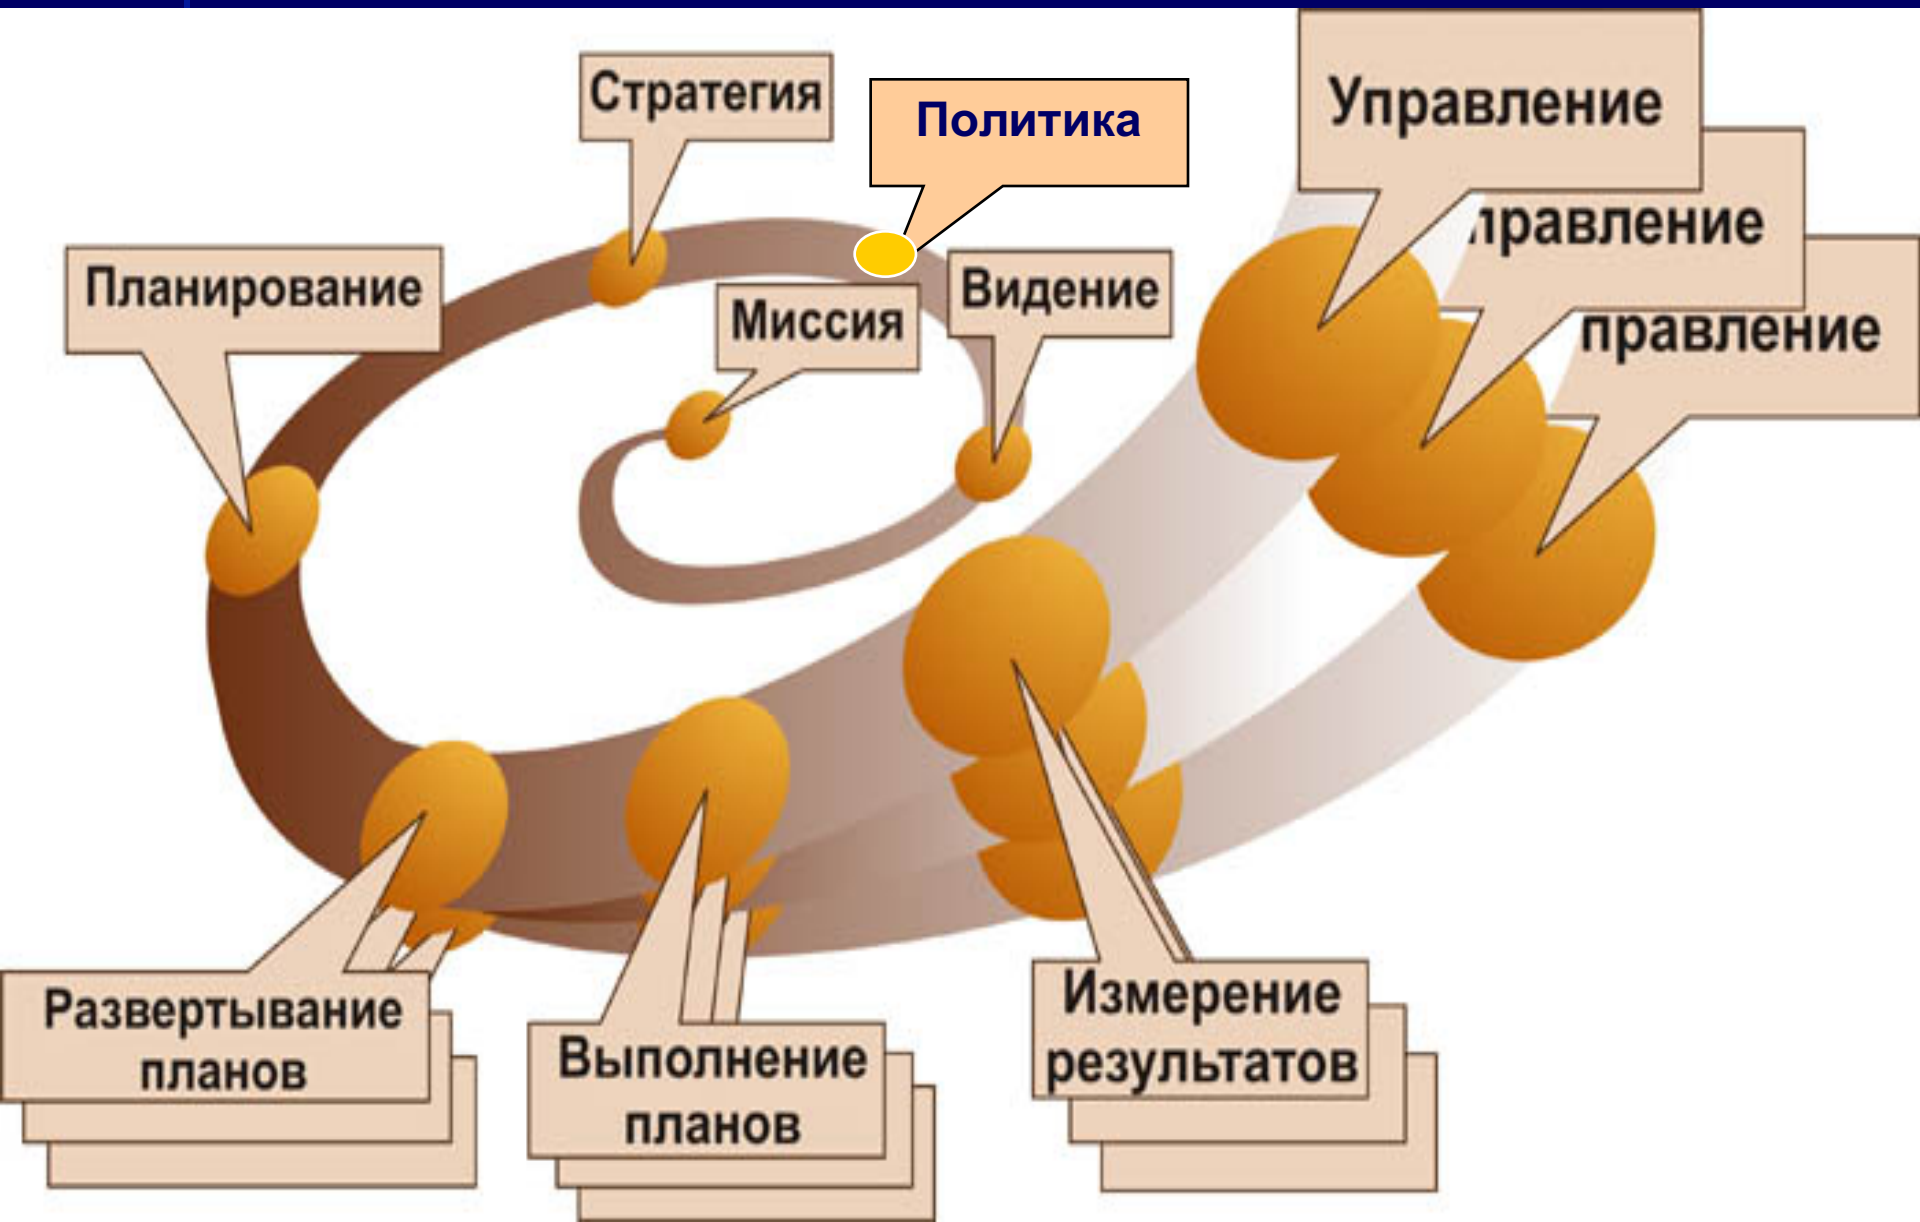 Стратегия
Политика
Управление
правление
правление
Планирование
Миссия
Видение
Развертывание
планов
Выполнение
планов
Измерение
результатов